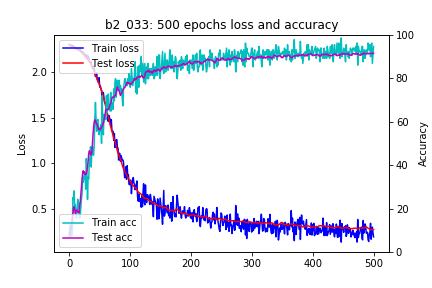 b2_033: 500 epochs loss and accuracy
Train loss
Test loss
Train acc
Test acc
Loss
2.0
1.5
1.0
0.5
Accuracy
100
80
60
40
20
0
0
100
200
300
400
500